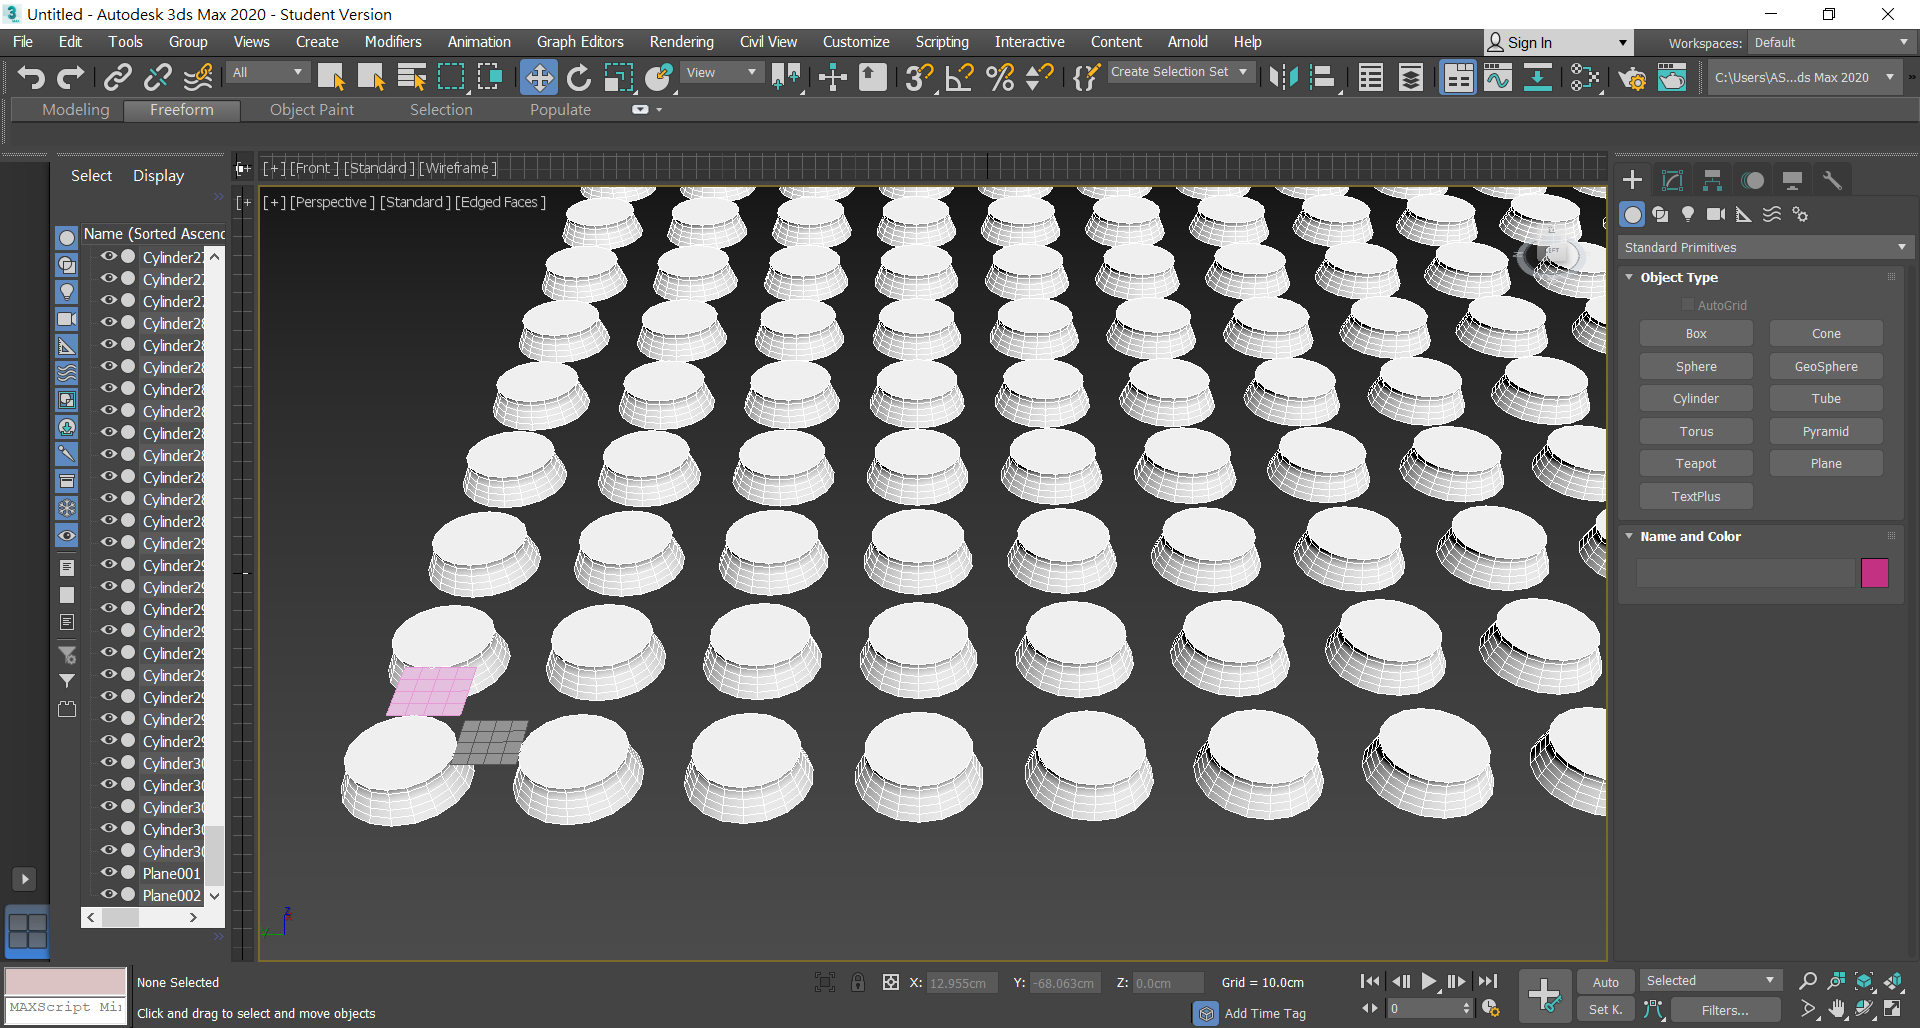 Untitled - Autodesk 3ds Max 2020 - Student Version
File Edit Tools Group Views Create Modifiers Animation Graph Editors Rendering Civil View Customize Scripting Interactive Content Arnold Help
Sign In
Workspaces: Default
All
View
Create Selection Set
C:\Users\AS...ds Max 2020
Modeling Freeform Object Paint Selection Populate
Select Display
[+] [Front ] [Standard ] [Wireframe ]
[+] [Perspective ] [Standard ] [Edged Faces ]
Name (Sorted Ascend
Cylinder27
Cylinder27
Cylinder27
Cylinder28
Cylinder28
Cylinder28
Cylinder28
Cylinder28
Cylinder28
Cylinder28
Cylinder28
Cylinder28
Cylinder28
Cylinder29
Cylinder29
Cylinder29
Cylinder29
Cylinder29
Cylinder29
Cylinder29
Cylinder29
Cylinder29
Cylinder29
Cylinder30
Cylinder30
Cylinder30
Cylinder30
Cylinder30
Plane001
Plane002
Standard Primitives
Object Type
AutoGrid
Box Cone
Sphere GeoSphere
Cylinder Tube
Torus Pyramid
Teapot Plane
TextPlus
Name and Color
z
None Selected
X: 12.955cm Y: -68.063cm Z: 0.0cm Grid = 10.0cm
Auto
Selected
MAXScript Mi
Click and drag to select and move objects
Add Time Tag
0
Set K.
Filters...